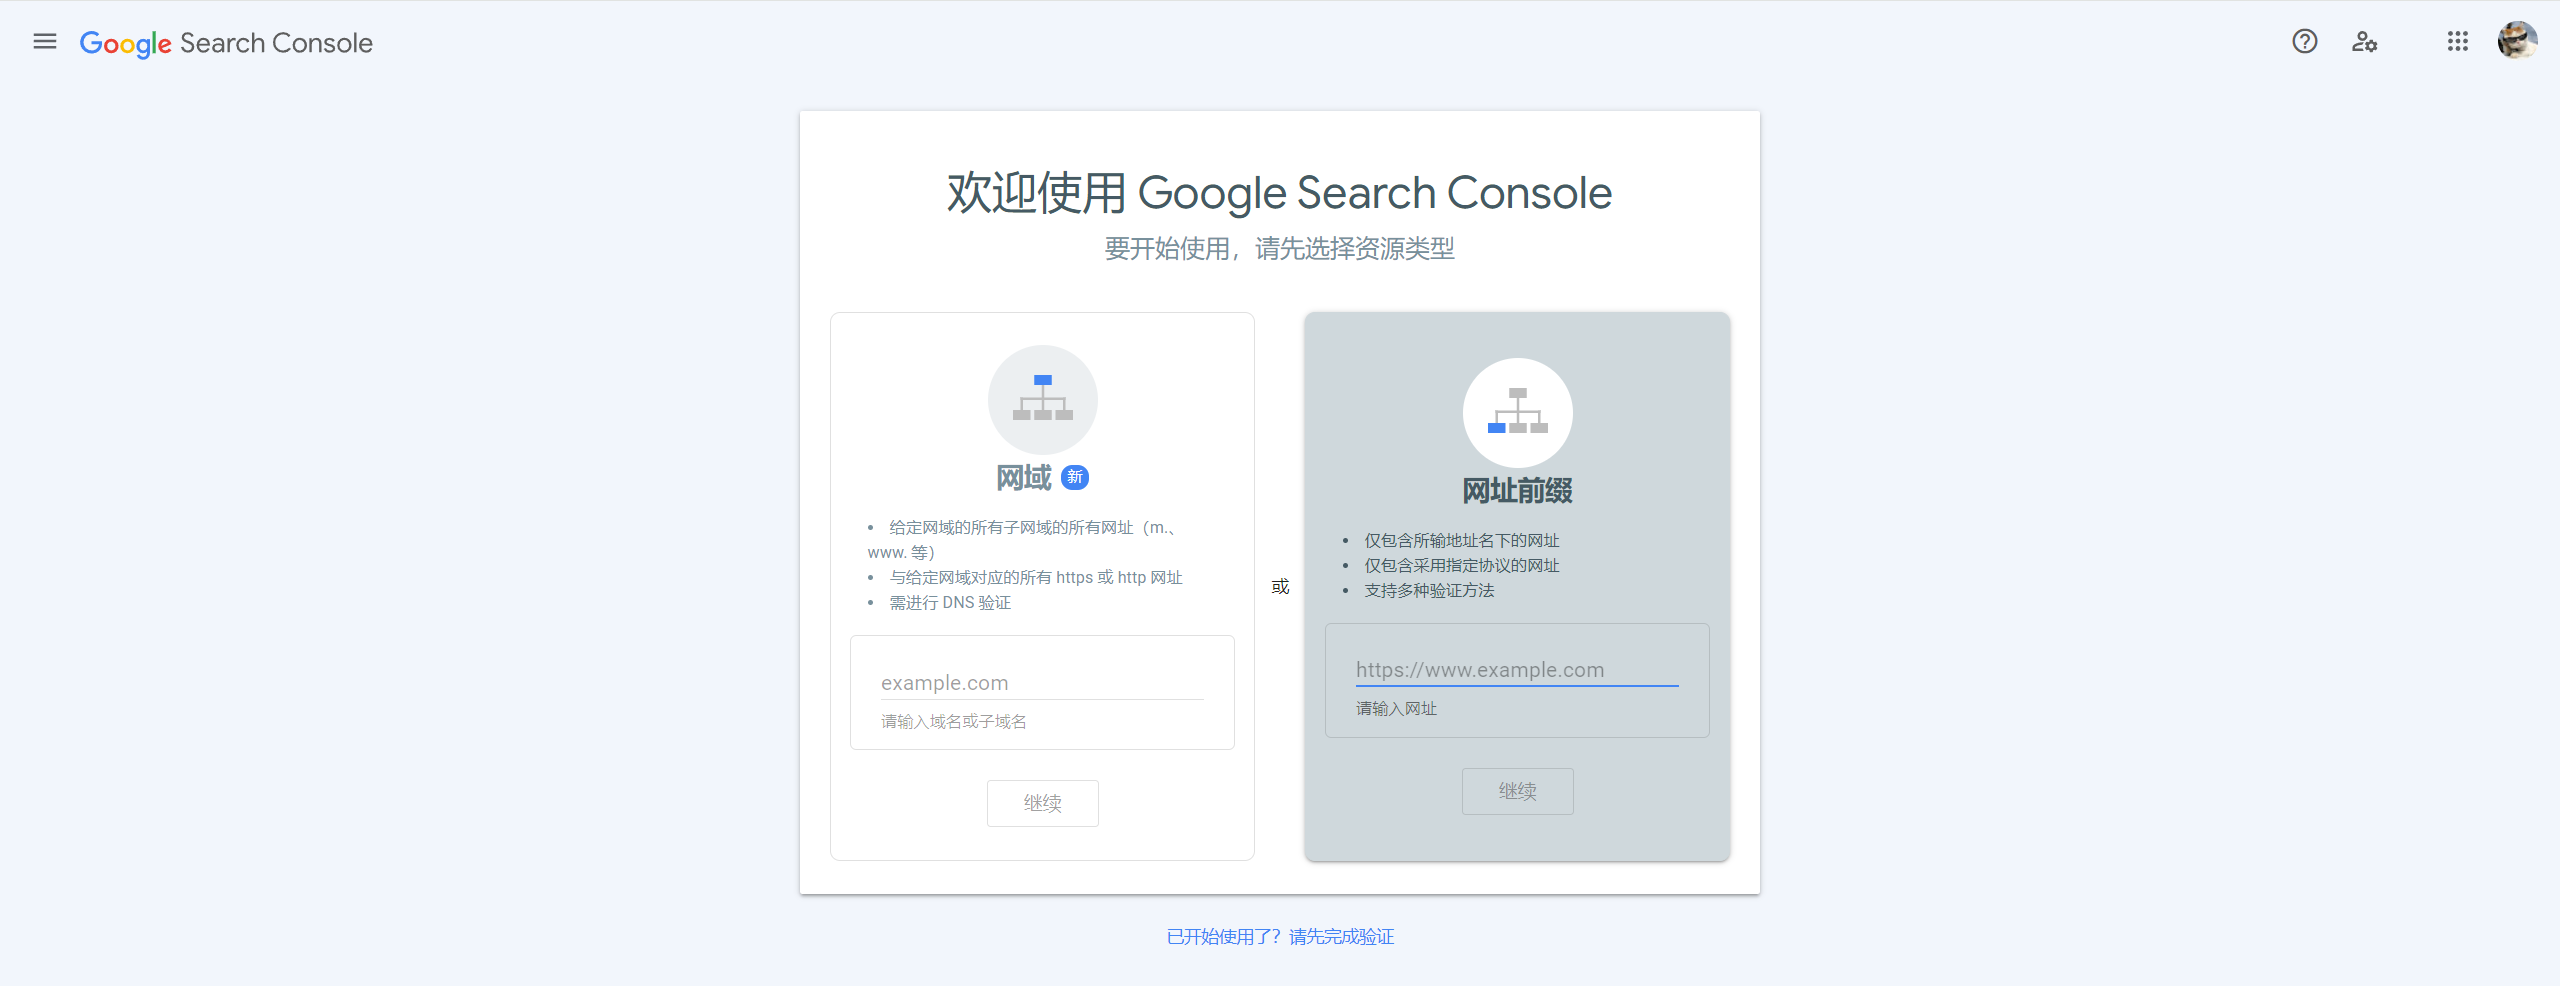 Google Search Console
欢迎使用 Google Search Console
要开始使用，请先选择资源类型
网域 新
给定网域的所有子网域的所有网址（m.、
www. 等）
与给定网域对应的所有 https 或 http 网址
需进行 DNS 验证
example.com
请输入域名或子域名
继续
或
网址前缀
仅包含所输地址名下的网址
仅包含采用指定协议的网址
支持多种验证方法
https://www.example.com
请输入网址
继续
已开始使用了？请先完成验证